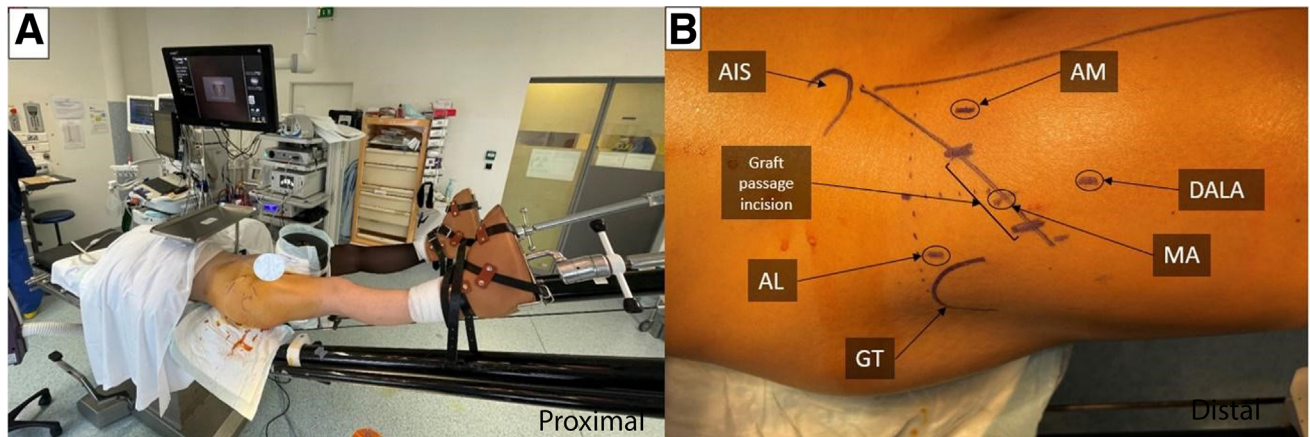 A
Proximal
B
AIS
AM
Graft
passage
incision
DALA
MA
AL
GT
Distal